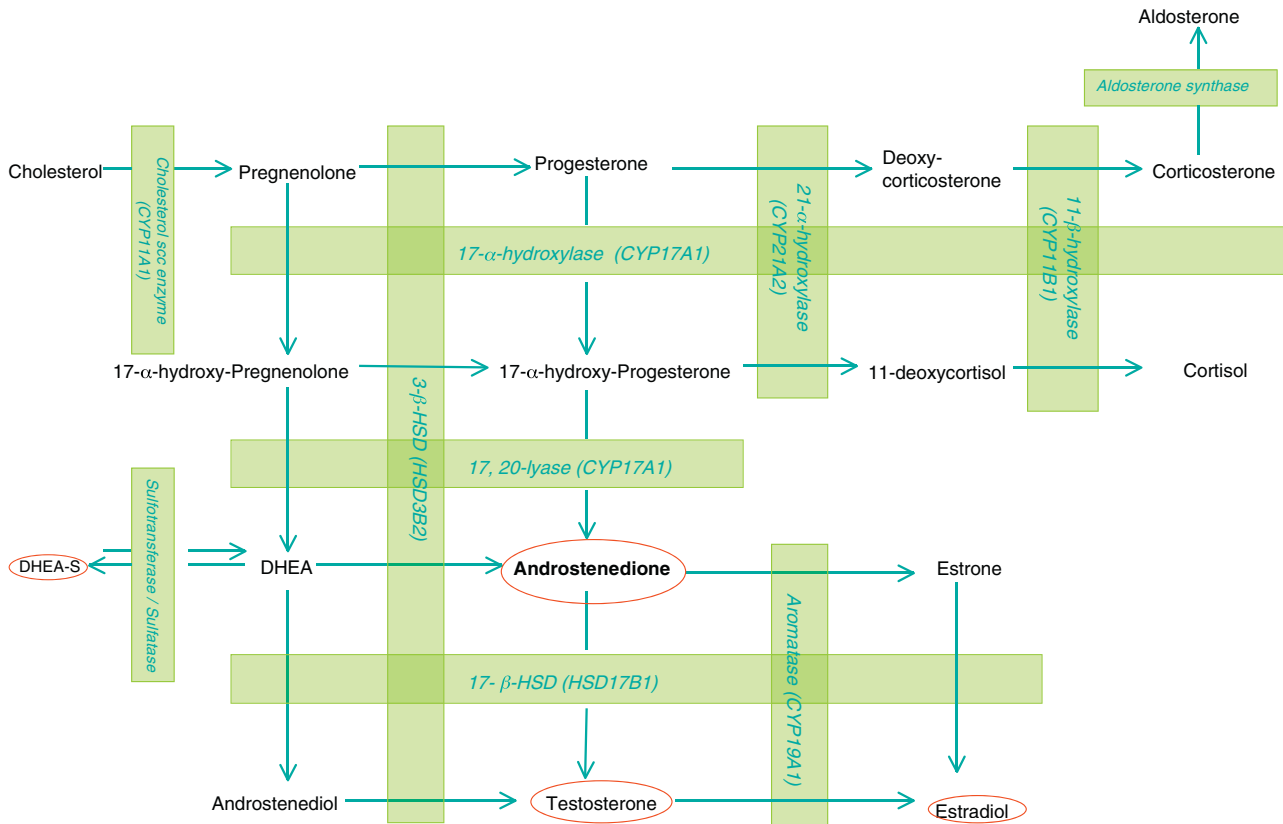 Aldosterone
Aldosterone synthase
Cholesterol
Cholesterol scc enzyme
(CYP11A1)
Pregnenolone
Progesterone
21-α-hydroxylase
(CYP21A2)
Deoxy-
corticosterone
11-β-hydroxylase
(CYP11B1)
Corticosterone
17-α-hydroxylase (CYP17A1)
17-α-hydroxy-Pregnenolone
3-β-HSD (HSD3B2)
17-α-hydroxy-Progesterone
11-deoxycortisol
Cortisol
17, 20-lyase (CYP17A1)
DHEA-S
Sulfotransferase / Sulfatase
DHEA
Androstenedione
Aromatase (CYP19A1)
Estrone
17- β-HSD (HSD17B1)
Androstenediol
Testosterone
Estradiol